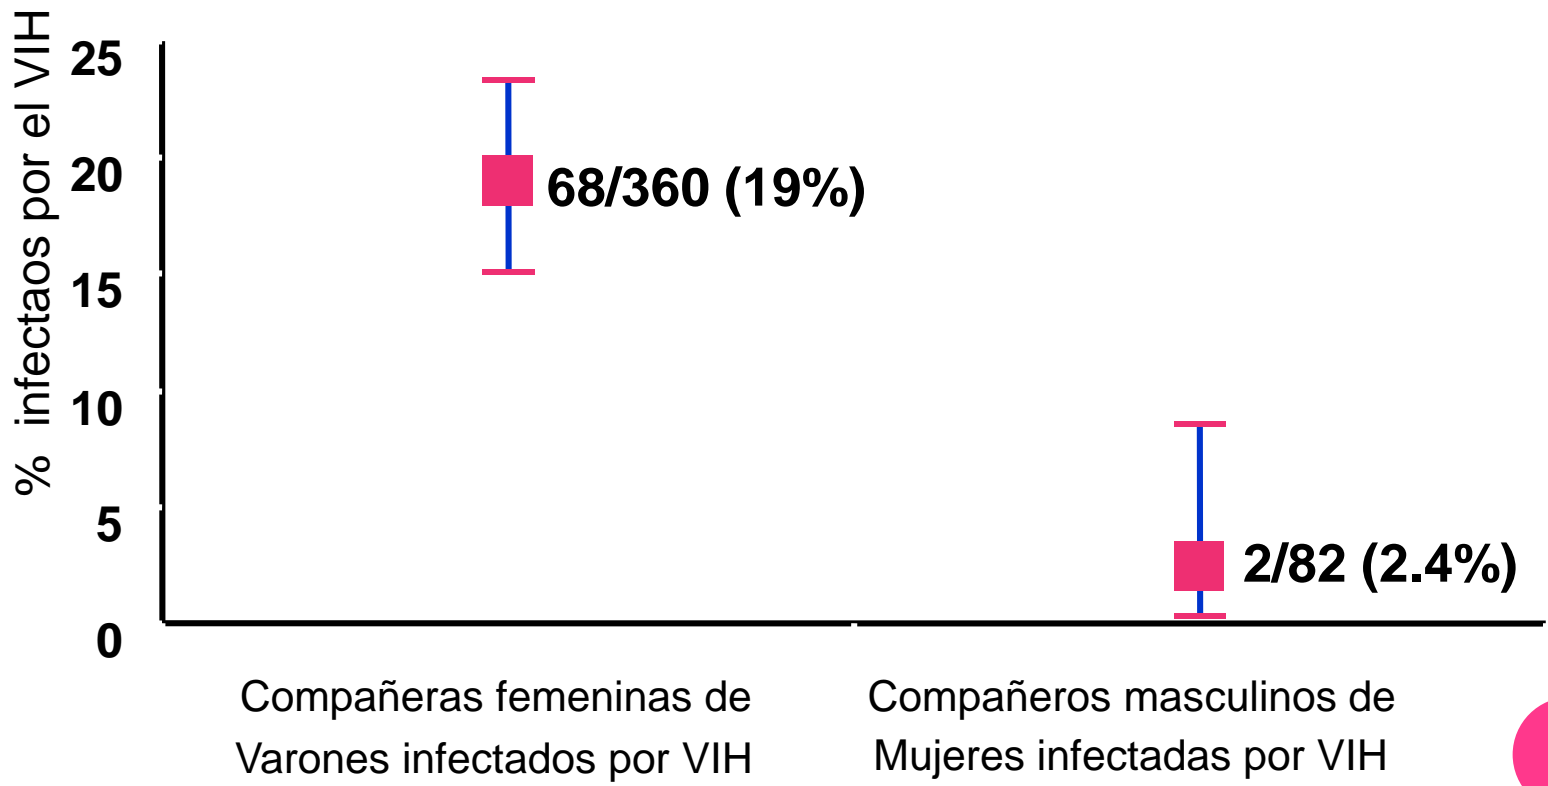 % infectaos por el VIH
25
20
15
10
5
0
68/360 (19%)
2/82 (2.4%)
Compañeras femeninas de
Varones infectados por VIH
Compañeros masculinos de
Mujeres infectadas por VIH